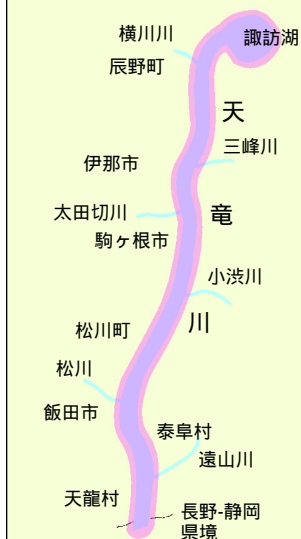 横川川
諏訪湖
辰野町
天
三峰川
伊那市
太田切川
竜
駒ヶ根市
小渋川
川
松川町
松川
飯田市
泰阜村
遠山川
天龍村
長野-静岡
県境